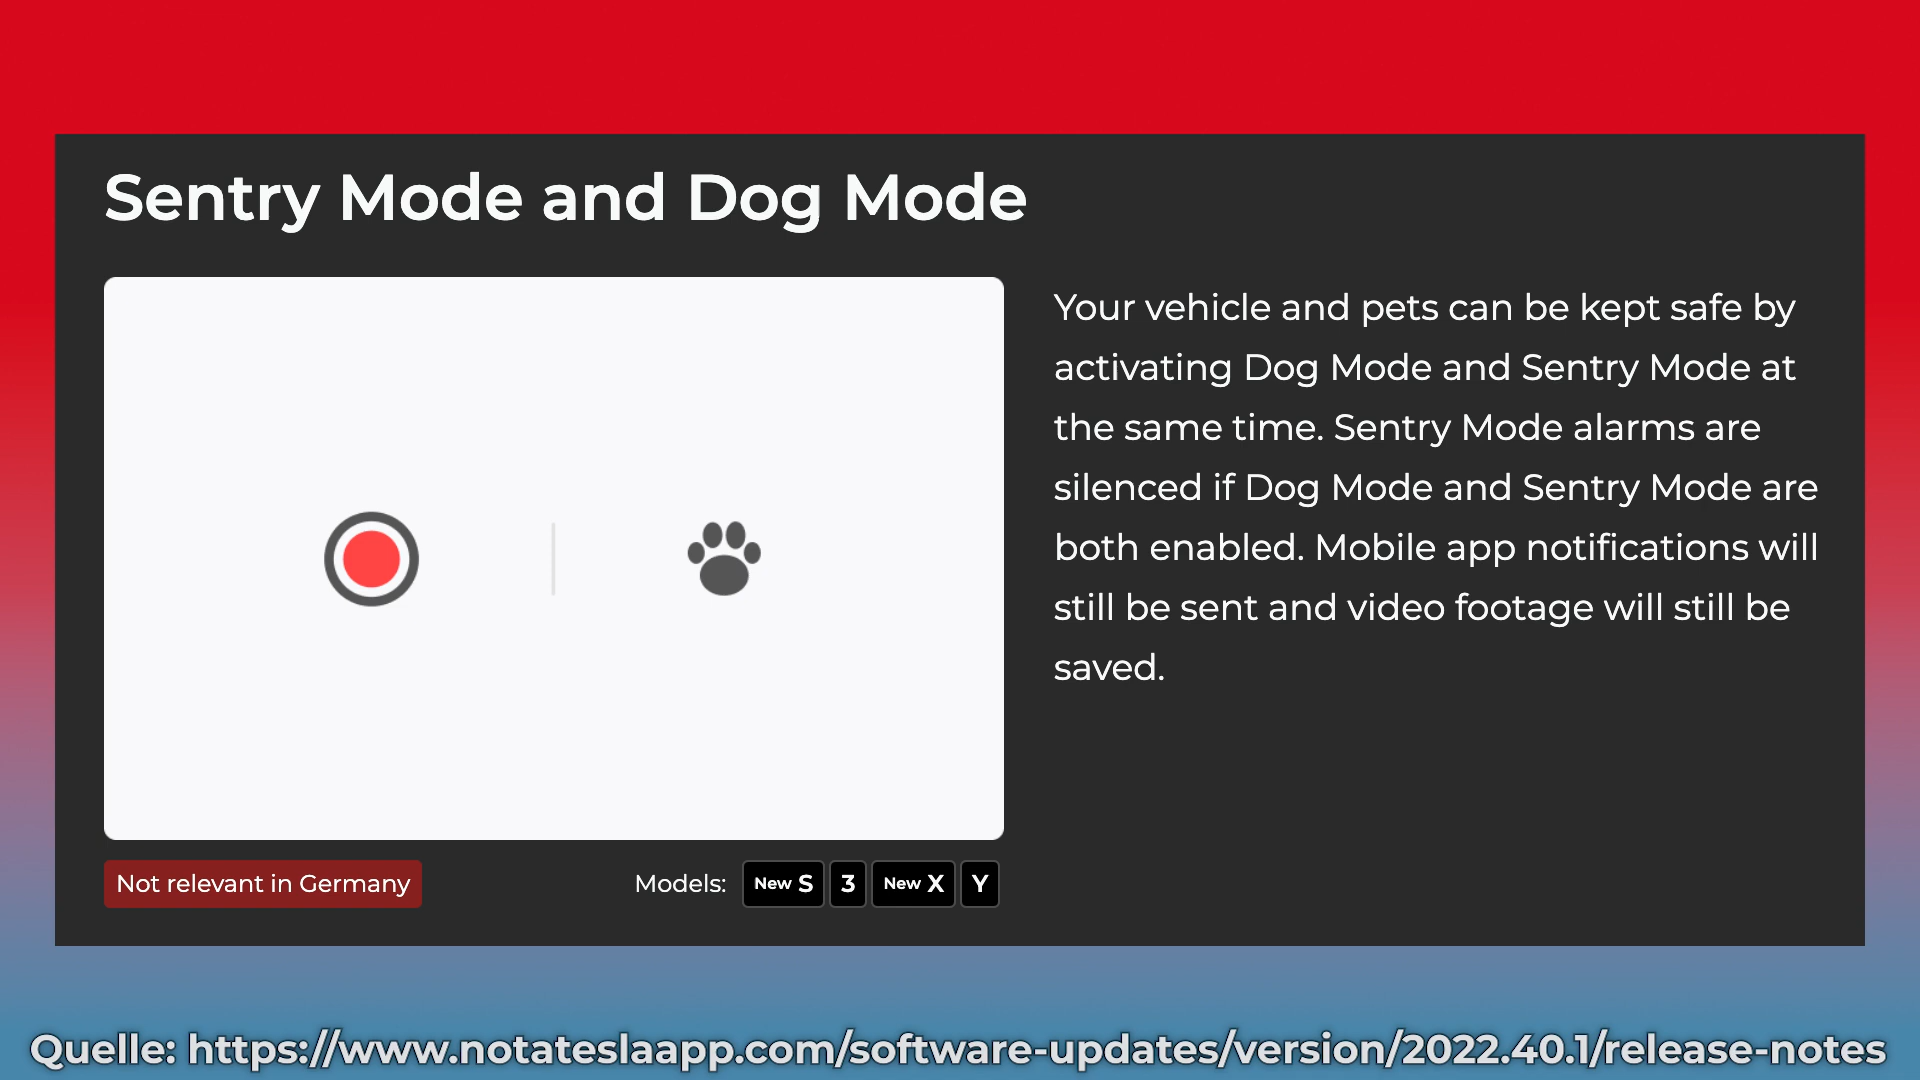 Sentry Mode and Dog Mode
Your vehicle and pets can be kept safe by
activating Dog Mode and Sentry Mode at
the same time. Sentry Mode alarms are
silenced if Dog Mode and Sentry Mode are
both enabled. Mobile app notifications will
still be sent and video footage will still be
saved.
Not relevant in Germany
Models: New S 3 New X Y
Quelle: https://www.notateslaapp.com/software-updates/version/2022.40.1/release-notes